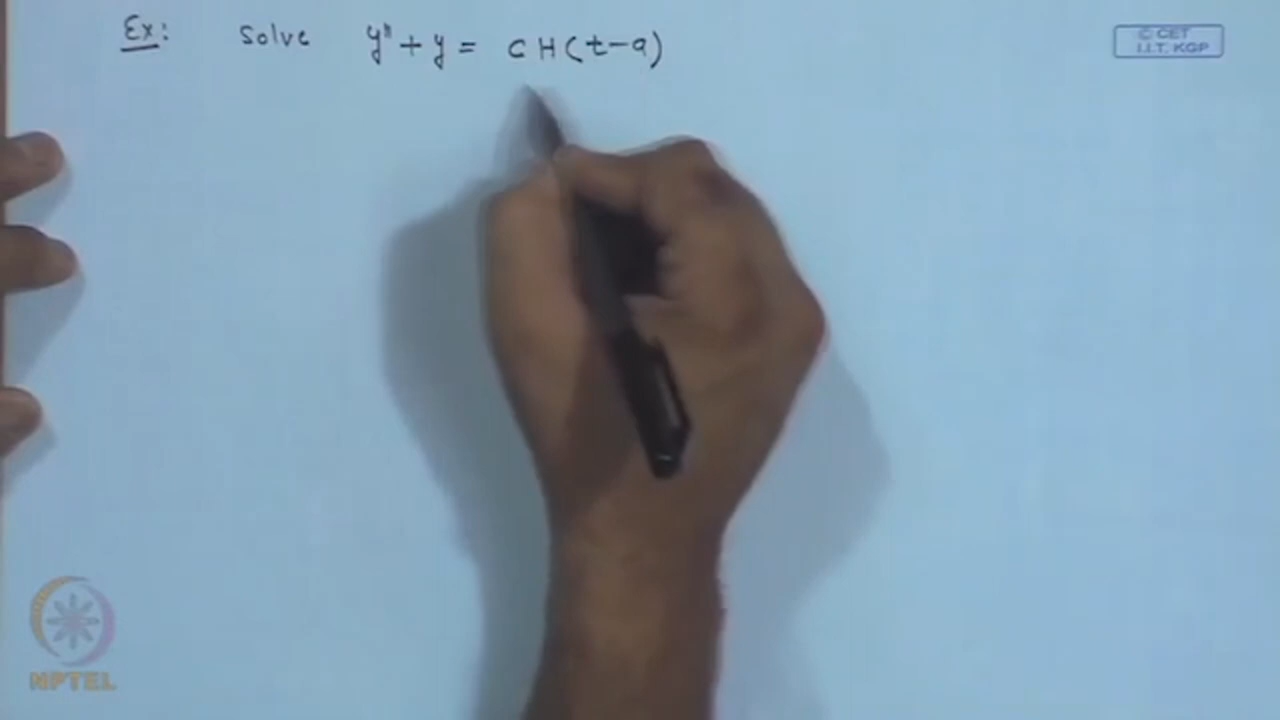 Ex: Solve y" + y = C H(t-a)
© CET
I.I.T. KGP
NPTEL